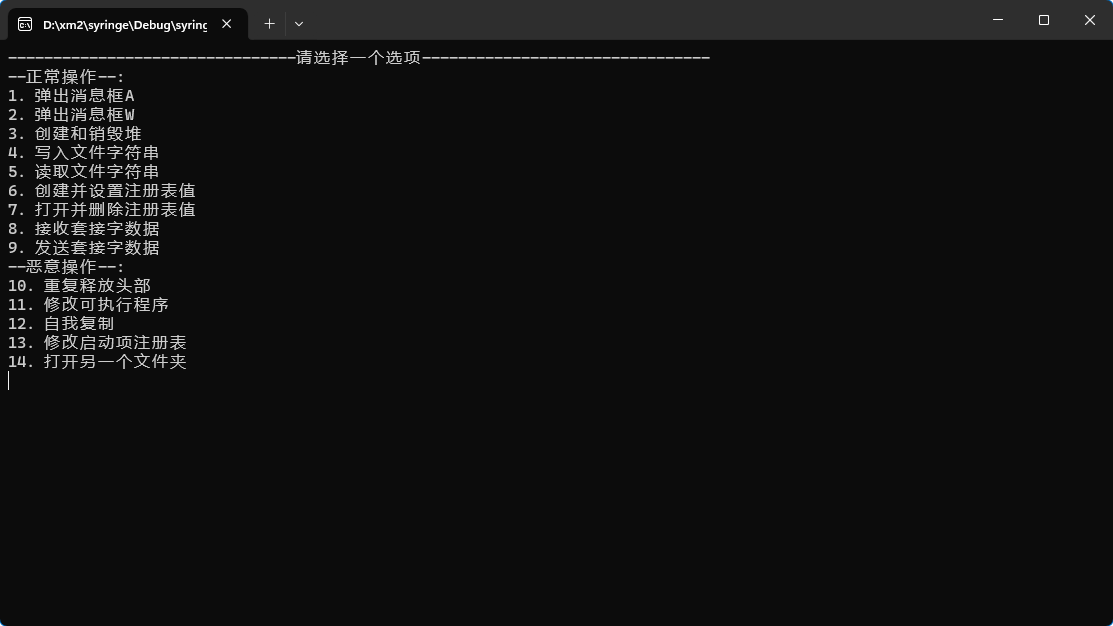 D:\xm2\syringe\Debug\syring
--------------------------------请选择一个选项--------------------------------
--正常操作--:
1. 弹出消息框A
2. 弹出消息框W
3. 创建和销毁堆
4. 写入文件字符串
5. 读取文件字符串
6. 创建并设置注册表值
7. 打开并删除注册表值
8. 接收套接字数据
9. 发送套接字数据
--恶意操作--:
10. 重复释放头部
11. 修改可执行程序
12. 自我复制
13. 修改启动项注册表
14. 打开另一个文件夹